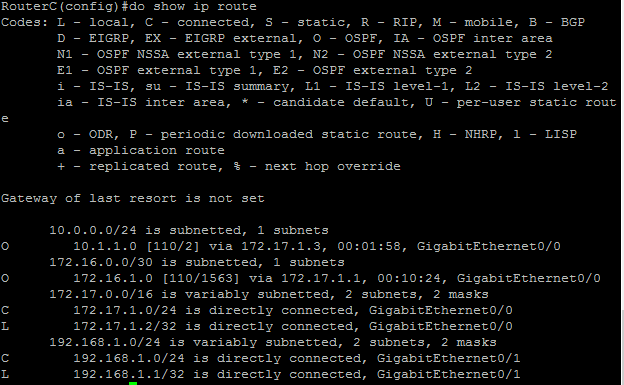 RouterC(config)#do show ip route
Codes: L - local, C - connected, S - static, R - RIP, M - mobile, B - BGP
D - EIGRP, EX - EIGRP external, O - OSPF, IA - OSPF inter area
N1 - OSPF NSSA external type 1, N2 - OSPF NSSA external type 2
E1 - OSPF external type 1, E2 - OSPF external type 2
i - IS-IS, su - IS-IS summary, L1 - IS-IS level-1, L2 - IS-IS level-2
ia - IS-IS inter area, * - candidate default, U - per-user static rout
e
o - ODR, P - periodic downloaded static route, H - NHRP, l - LISP
a - application route
+ - replicated route, % - next hop override
Gateway of last resort is not set
10.0.0.0/24 is subnetted, 1 subnets
O 10.1.1.0 [110/2] via 172.17.1.3, 00:01:58, GigabitEthernet0/0
172.16.0.0/30 is subnetted, 1 subnets
O 172.16.1.0 [110/1563] via 172.17.1.1, 00:10:24, GigabitEthernet0/0
172.17.0.0/16 is variably subnetted, 2 subnets, 2 masks
C 172.17.1.0/24 is directly connected, GigabitEthernet0/0
L 172.17.1.2/32 is directly connected, GigabitEthernet0/0
192.168.1.0/24 is variably subnetted, 2 subnets, 2 masks
C 192.168.1.0/24 is directly connected, GigabitEthernet0/1
L 192.168.1.1/32 is directly connected, GigabitEthernet0/1